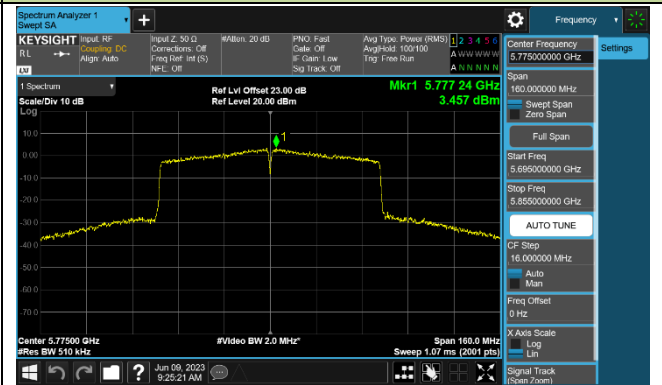 Spectrum Analyzer 1
Swept SA
Frequency
KEYSIGHT
RL
Input: RF
Coupling: DC
Align: Auto
Input Z: 50 Ω
Corrections: Off
Freq Ref: Int (S)
NFE: Off
#Atten: 20 dB
PNO: Fast
Gate: Off
IF Gain: Low
Sig Track: Off
Avg Type: Power (RMS)
Avg|Hold: 100/100
Trig: Free Run
1 2 3 4 5 6
A W W W W W
A N N N N N
1 Spectrum
Scale/Div 10 dB
Log
Ref Lvl Offset 23.00 dB
Ref Level 20.00 dBm
Mkr1 5.777 24 GHz
3.457 dBm
1
10.0
0.00
-10.0
-20.0
-30.0
-40.0
-50.0
-60.0
-70.0
Center 5.77500 GHz
#Res BW 510 kHz
#Video BW 2.0 MHz*
Span 160.0 MHz
Sweep 1.07 ms (2001 pts)
Jun 09, 2023
9:25:21 AM
Center Frequency
5.775000000 GHz
Span
160.000000 MHz
Swept Span
Zero Span
Full Span
Start Freq
5.695000000 GHz
Stop Freq
5.855000000 GHz
AUTO TUNE
CF Step
16.000000 MHz
Auto
Man
Freq Offset
0 Hz
X Axis Scale
Log
Lin
Signal Track
(Span Zoom)
Settings